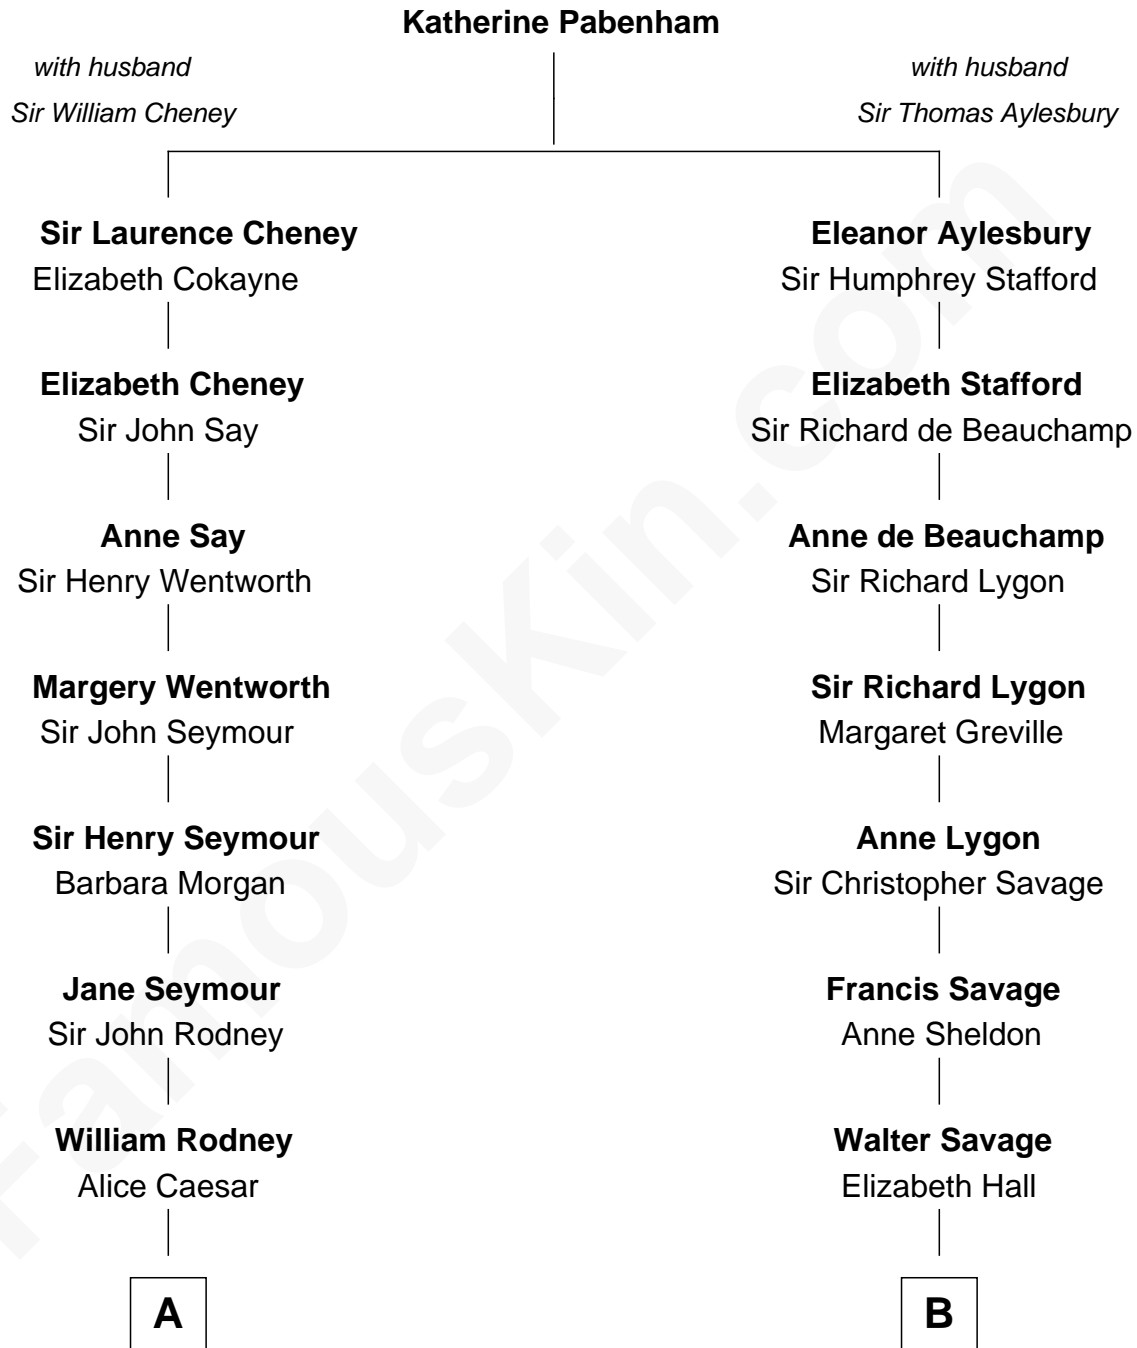 Katherine Pabenham
with husband
Sir William Cheney
with husband
Sir Thomas Aylesbury
Sir Laurence Cheney
Elizabeth Cokayne
Eleanor Aylesbury
Sir Humphrey Stafford
Elizabeth Cheney
Sir John Say
Elizabeth Stafford
Sir Richard de Beauchamp
Anne Say
Sir Henry Wentworth
Anne de Beauchamp
Sir Richard Lygon
Margery Wentworth
Sir John Seymour
Sir Richard Lygon
Margaret Greville
Sir Henry Seymour
Barbara Morgan
Anne Lygon
Sir Christopher Savage
Jane Seymour
Sir John Rodney
Francis Savage
Anne Sheldon
William Rodney
Alice Caesar
Walter Savage
Elizabeth Hall
A
B
FamousKin.com